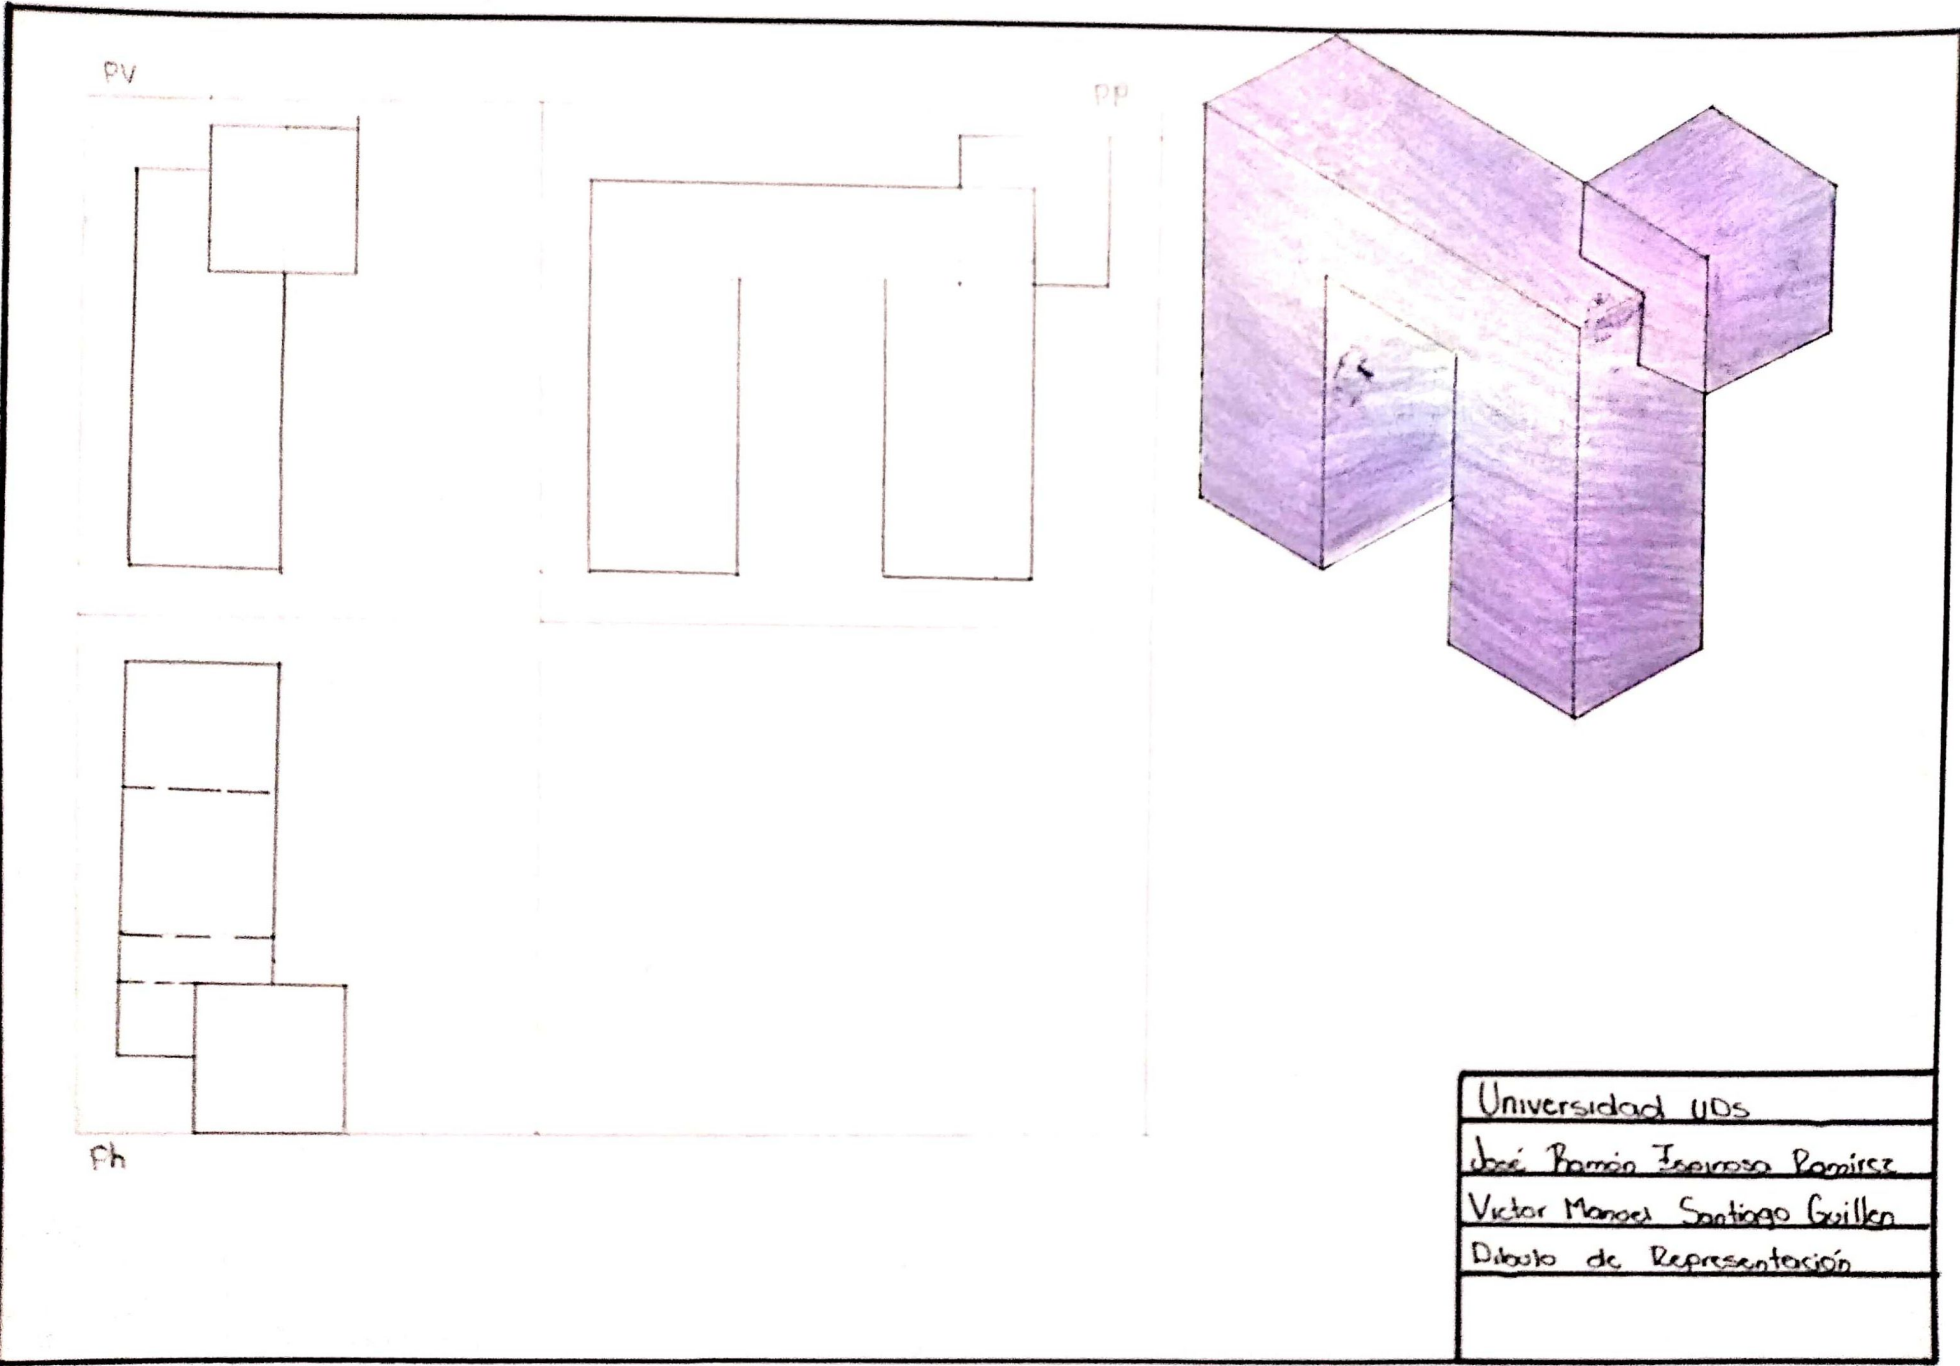 PV
PP
Ph
Universidad UDs
José Ramón Espinosa Ramírez
Victor Manoel Santiago Guillen
Dibujo de Representación